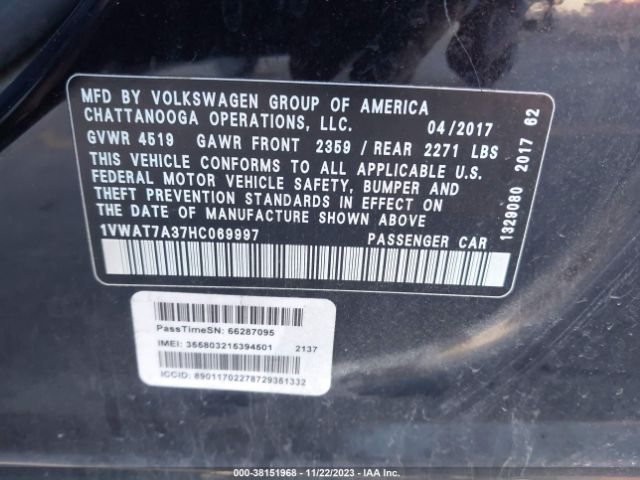 MFD BY VOLKSWAGEN GROUP OF AMERICA
CHATTANOOGA OPERATIONS, LLC. 04/2017
GVWR 4519 GAWR FRONT 2359 / REAR 2271 LBS
THIS VEHICLE CONFORMS TO ALL APPLICABLE U.S.
FEDERAL MOTOR VEHICLE SAFETY, BUMPER AND
THEFT PREVENTION STANDARDS IN EFFECT ON
THE DATE OF MANUFACTURE SHOWN ABOVE
1VWAT7A37HC069997 PASSENGER CAR
1329080 2017 62
PassTimeSN: 66287095
IMEI: 355803215394501 2137
ICCID: 89011702278729381332
000-38151968 - 11/22/2023 - IAA Inc.